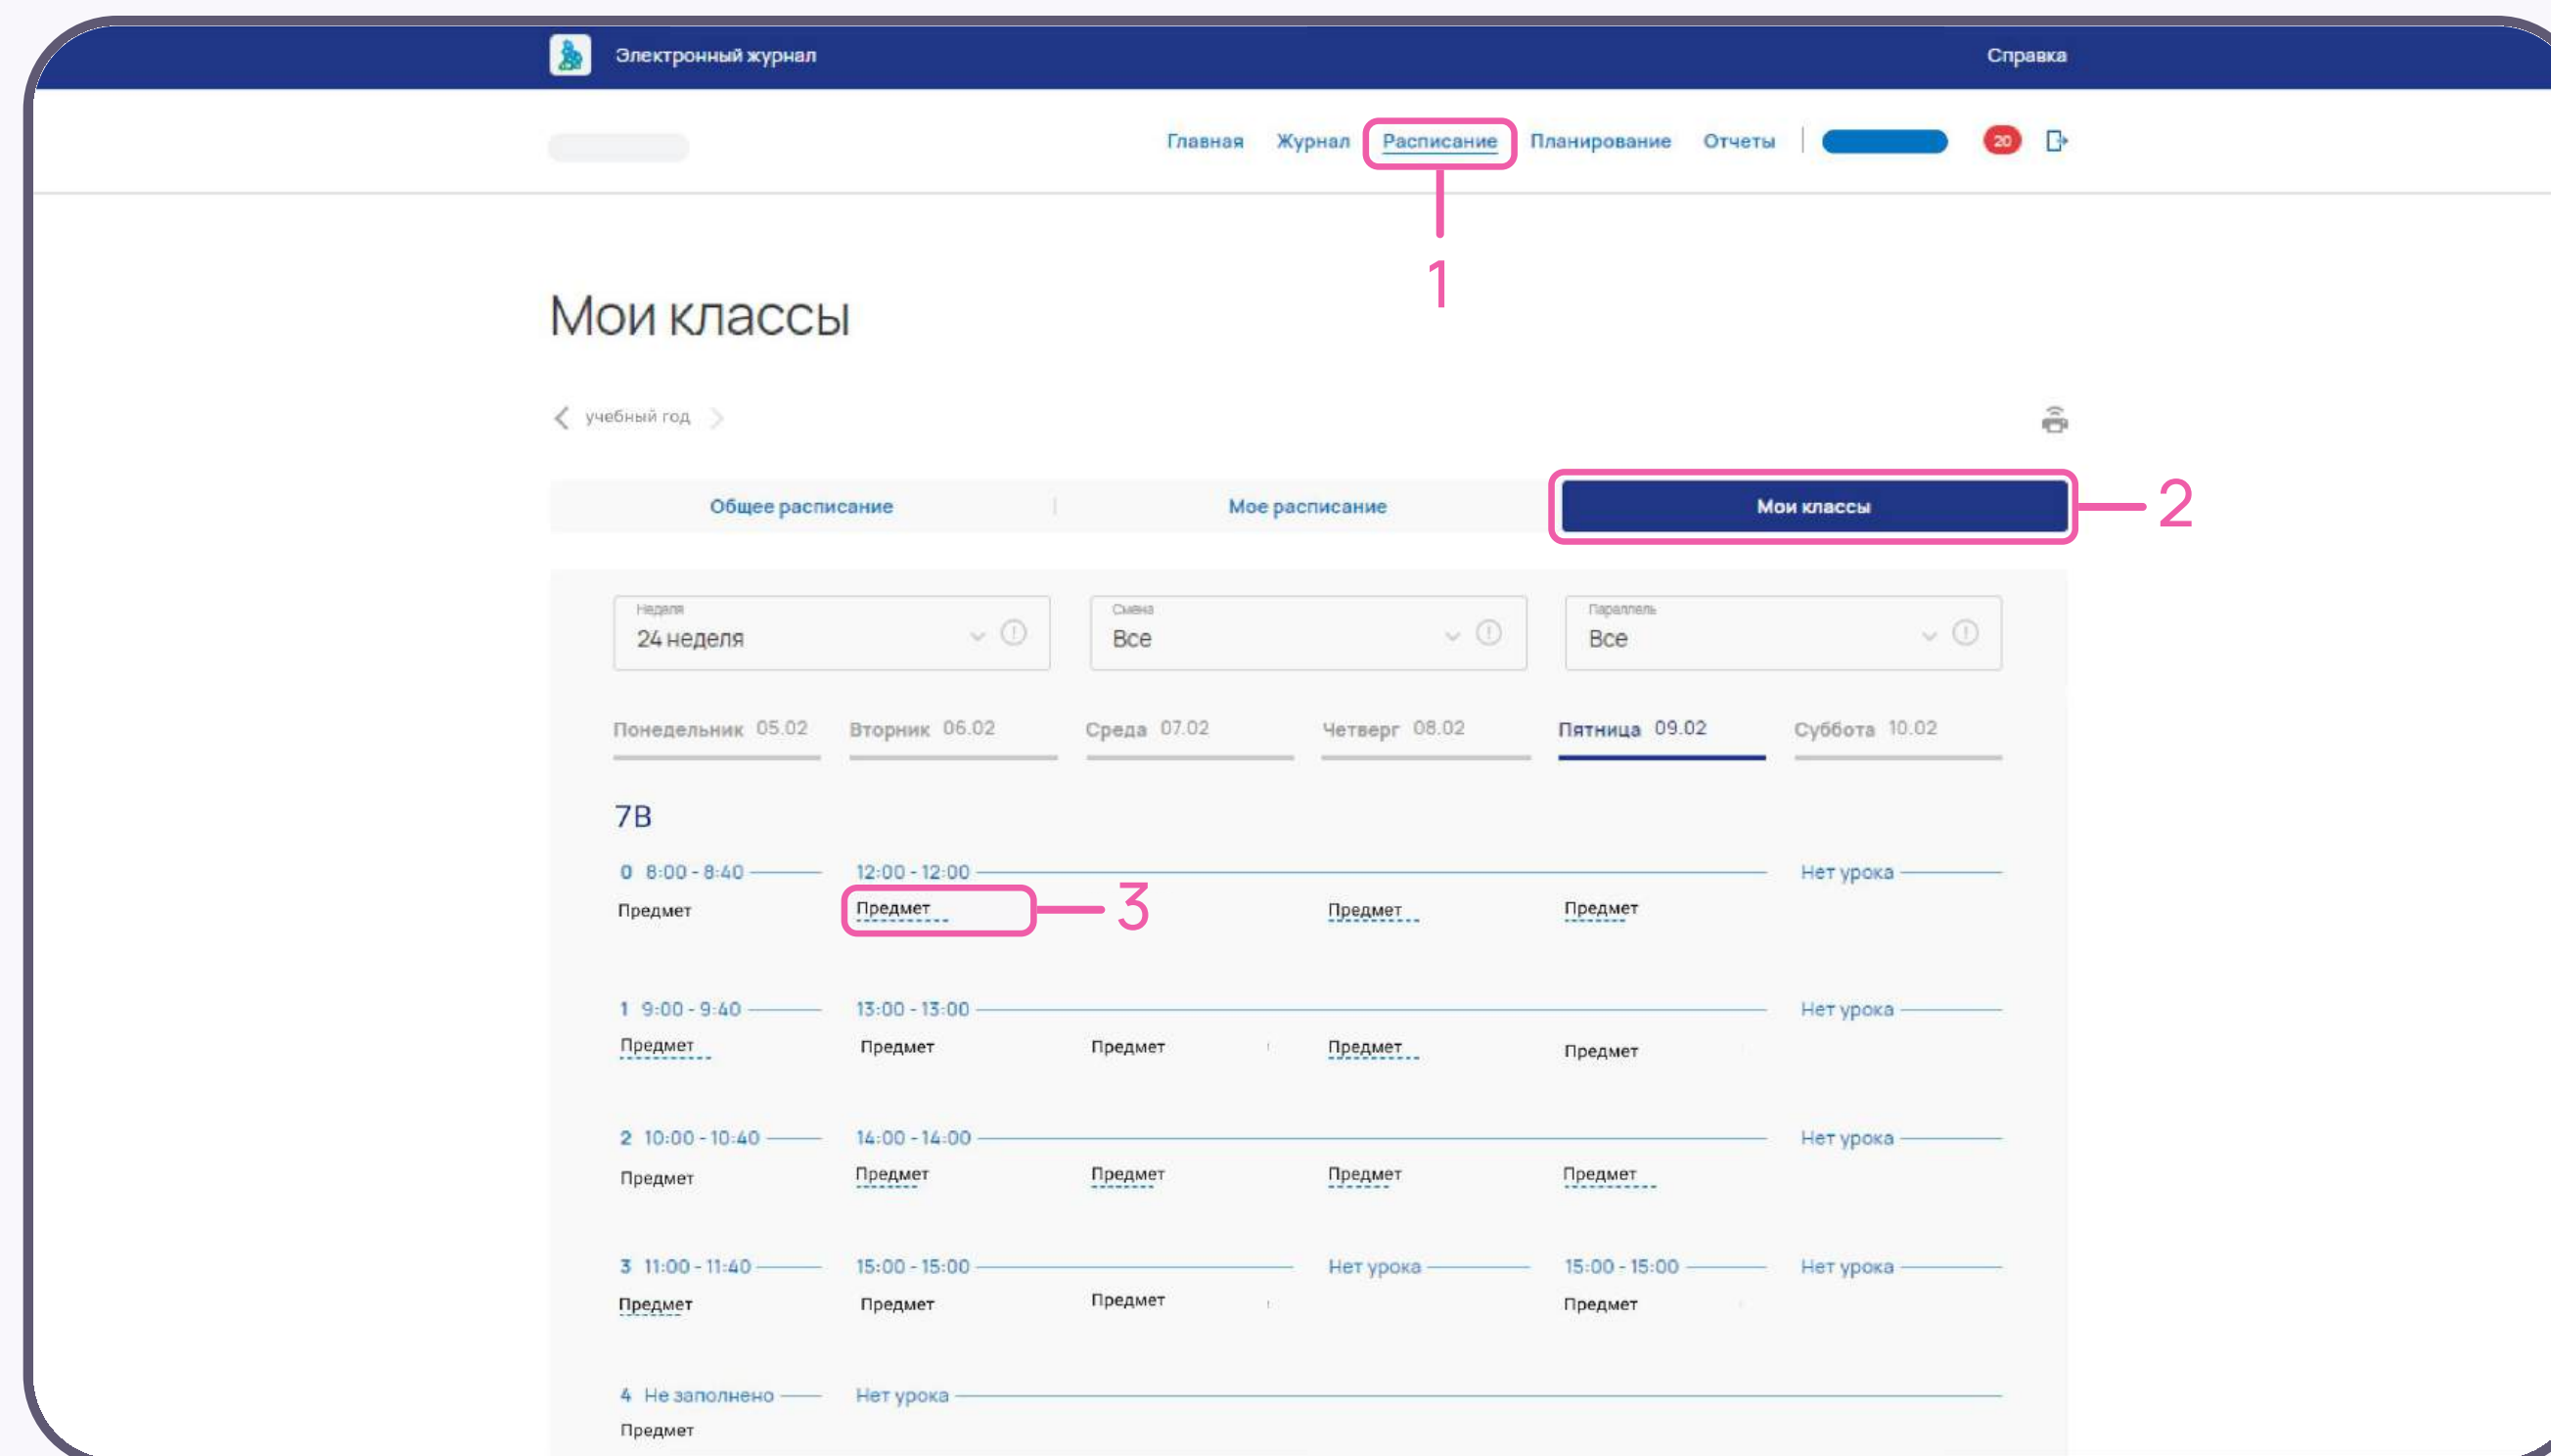 Электронный журнал Справка
Главная Журнал Расписание Планирование Отчеты 20
1
Мои классы
учебный год
Общее расписание Мое расписание Мои классы 2
Неделя Смена Параллель
24 неделя Все Все
Понедельник 05.02 Вторник 06.02 Среда 07.02 Четверг 08.02 Пятница 09.02 Суббота 10.02
7В
0 8:00 - 8:40 12:00 - 12:00 Нет урока
Предмет Предмет 3 Предмет Предмет
1 9:00 - 9:40 13:00 - 13:00 Нет урока
Предмет Предмет Предмет Предмет Предмет
2 10:00 - 10:40 14:00 - 14:00 Нет урока
Предмет Предмет Предмет Предмет Предмет
3 11:00 - 11:40 15:00 - 15:00 Нет урока 15:00 - 15:00 Нет урока
Предмет Предмет Предмет Предмет
4 Не заполнено Нет урока
Предмет